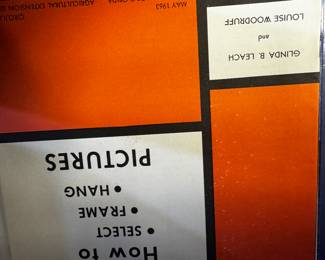 How to
• SELECT
• FRAME
• HANG
PICTURES
GLINDA B. LEACH
and
LOUISE WOODRUFF
AGRICULTURAL EXTENSION
MAY 1963